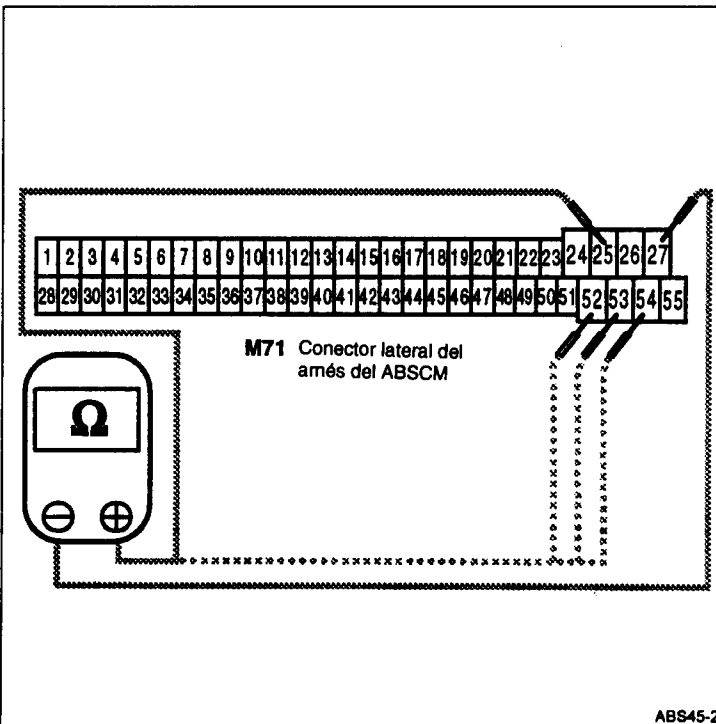 1 2 3 4 5 6 7 8 9 10 11 12 13 14 15 16 17 18 19 20 21 22 23 24 25 26 27
28 29 30 31 32 33 34 35 36 37 38 39 40 41 42 43 44 45 46 47 48 49 50 51 52 53 54 55
M71 Conector lateral del
arnés del ABSCM
Ω
− +
ABS45-2